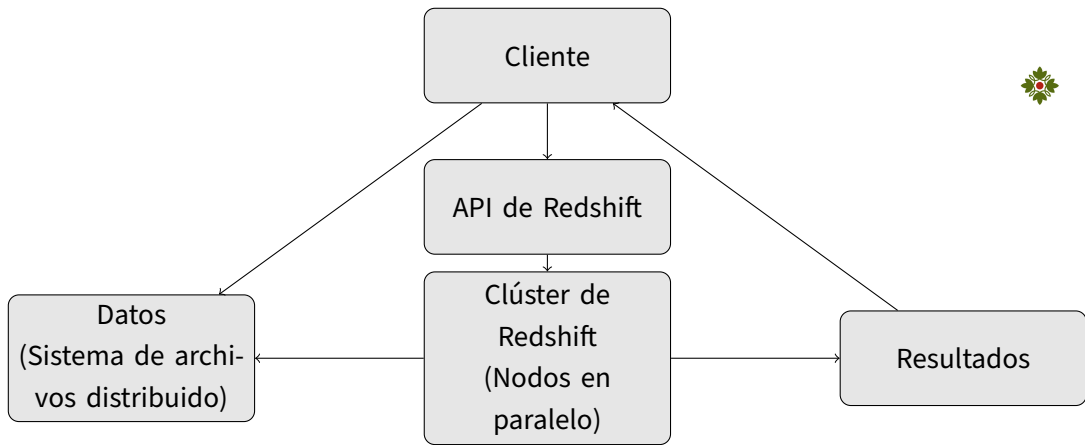 Cliente
API de Redshift
Datos
(Sistema de archi-
vos distribuido)
Clúster de
Redshift
(Nodos en
paralelo)
Resultados